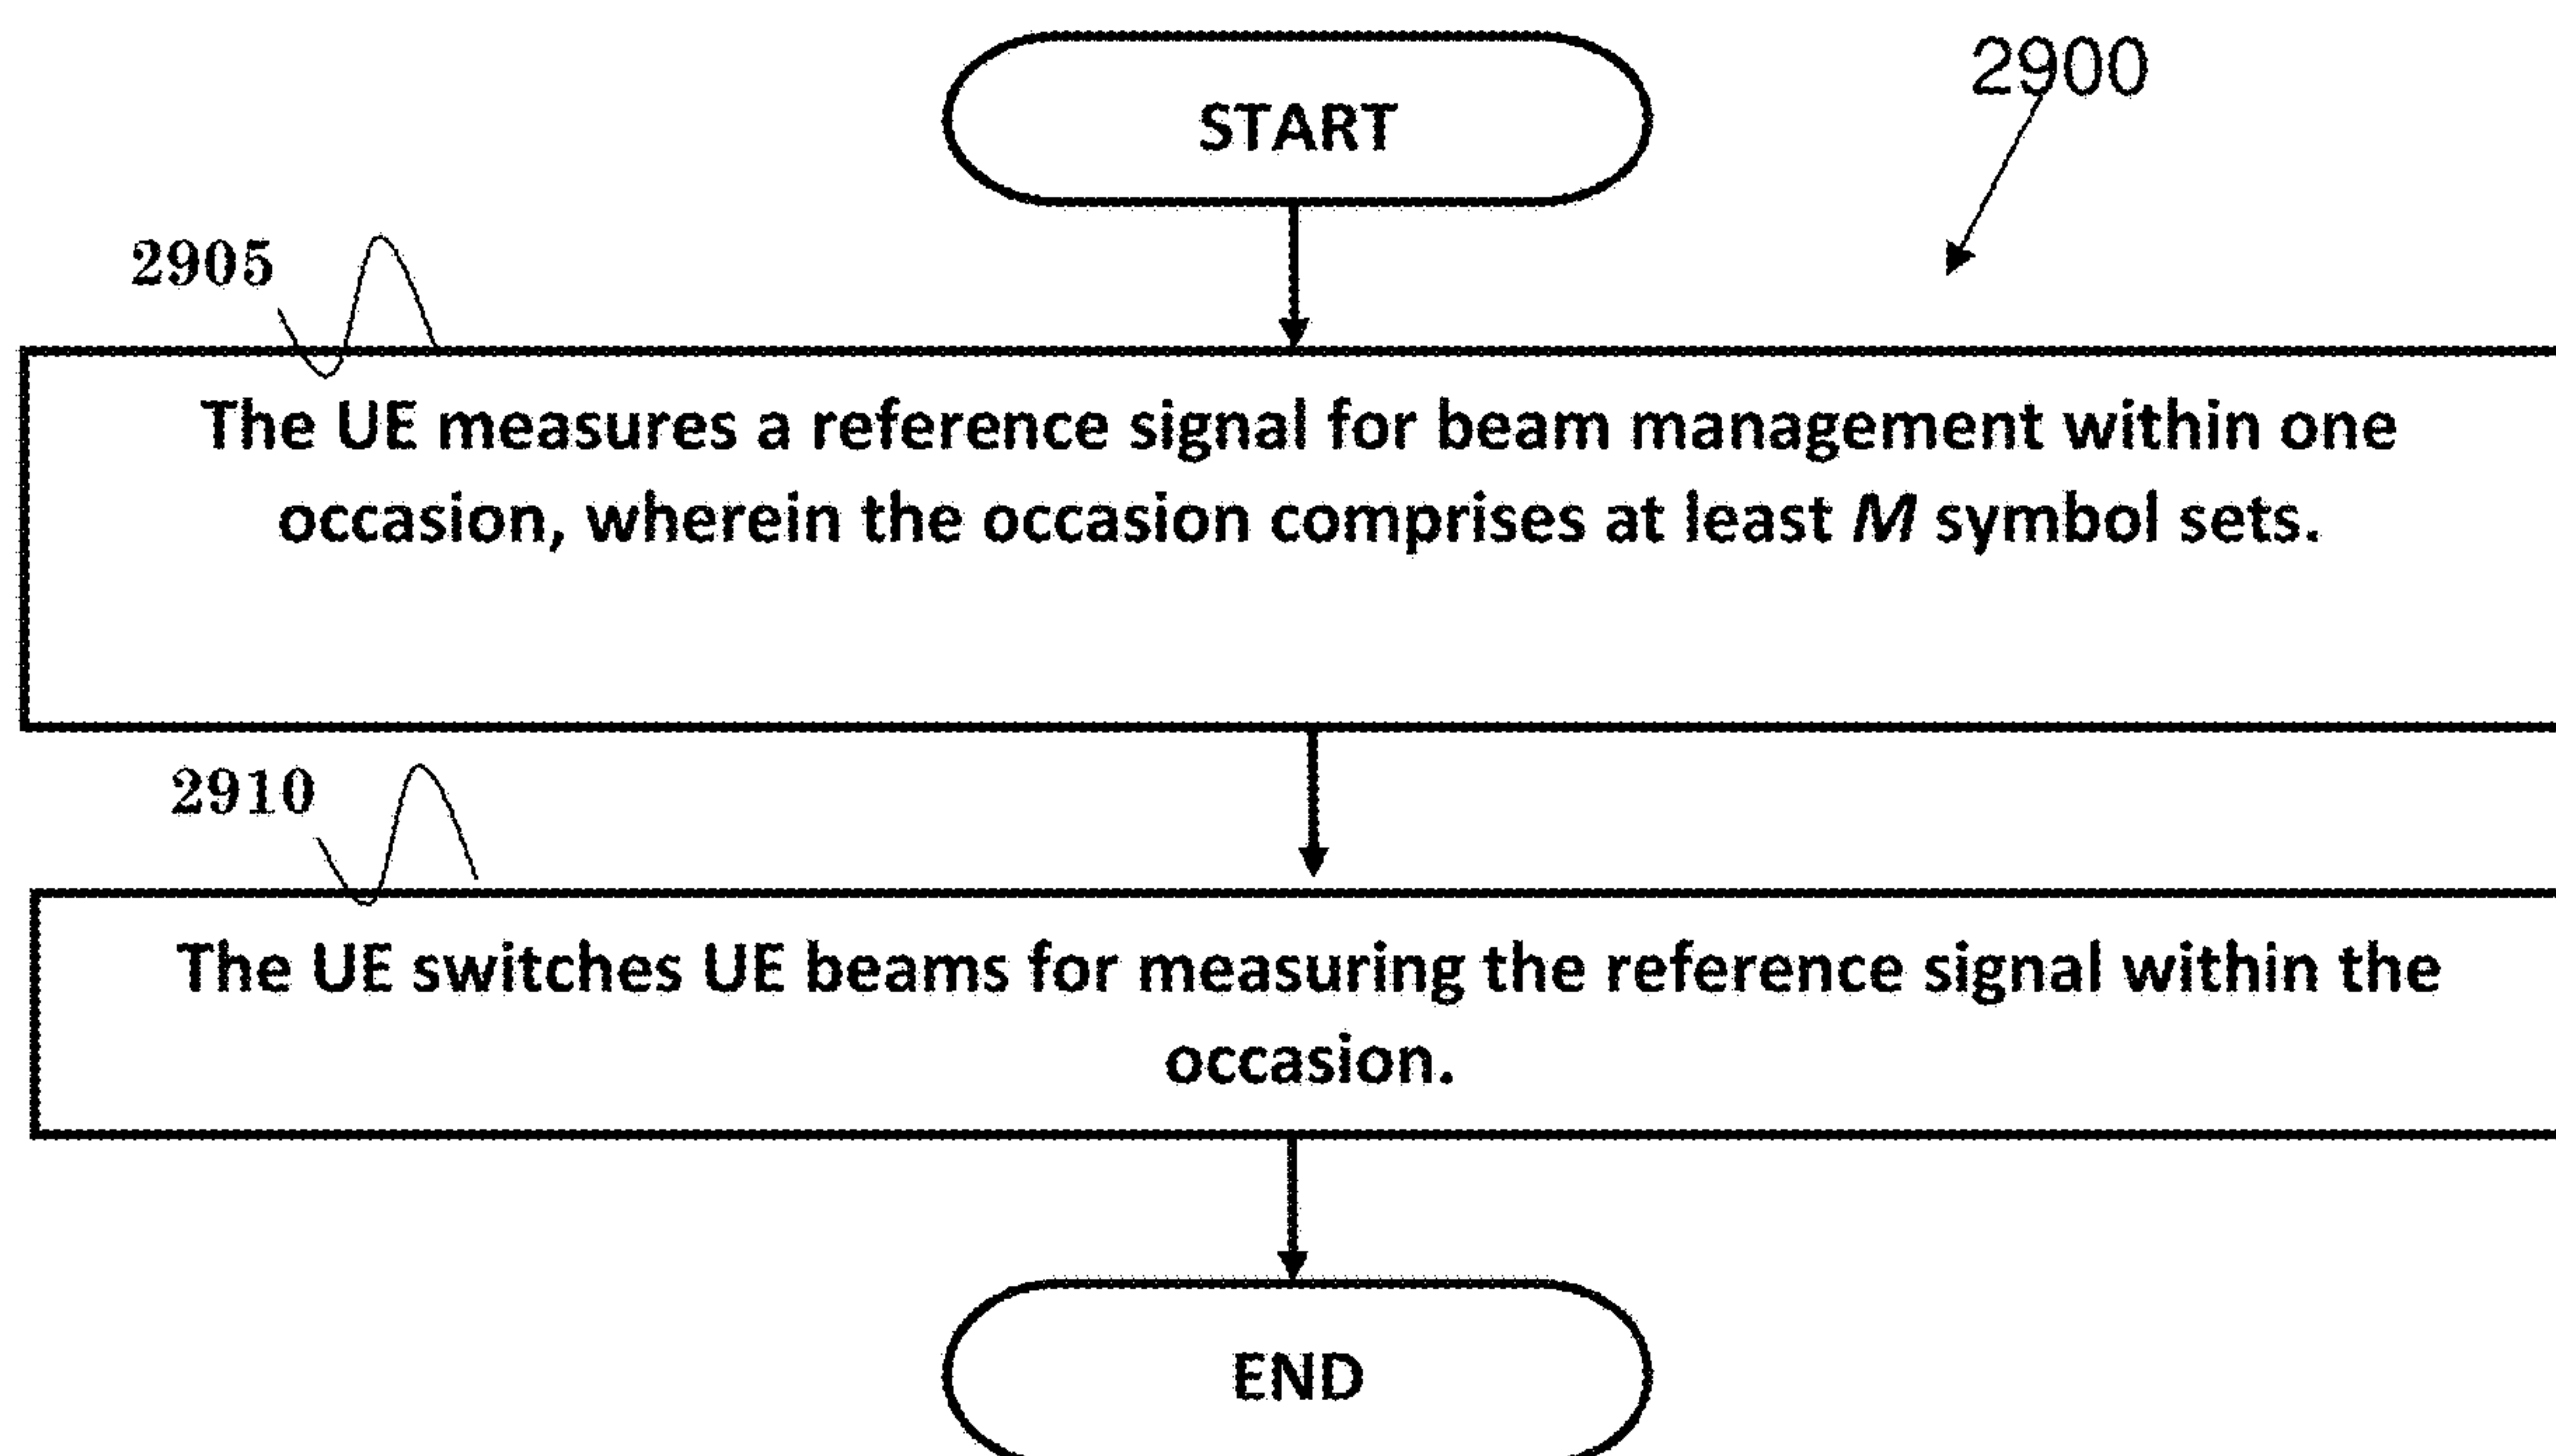 START
2900
2905
The UE measures a reference signal for beam management within one
occasion, wherein the occasion comprises at least M symbol sets.
2910
The UE switches UE beams for measuring the reference signal within the
occasion.
END